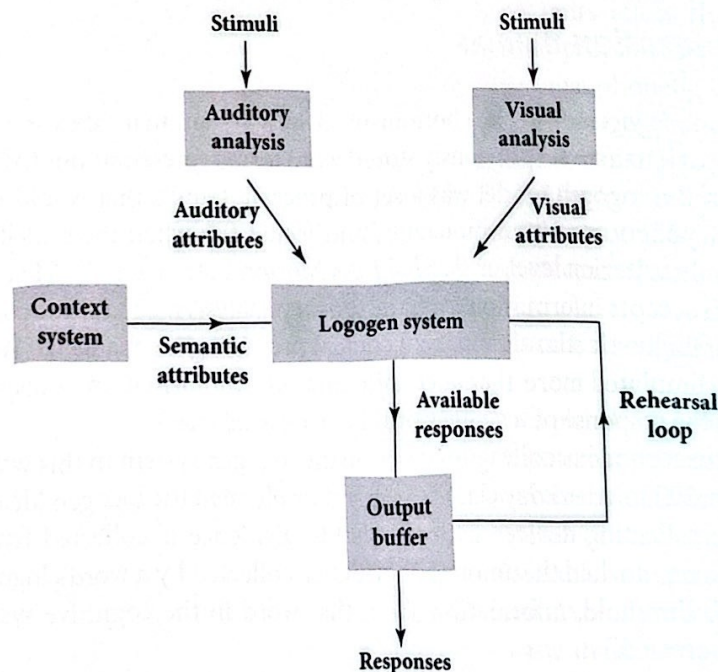 Stimuli
Stimuli
Auditory
analysis
Visual
analysis
Auditory
attributes
Visual
attributes
Context
system
Semantic
attributes
Logogen system
Available
responses
Rehearsal
loop
Output
buffer
Responses